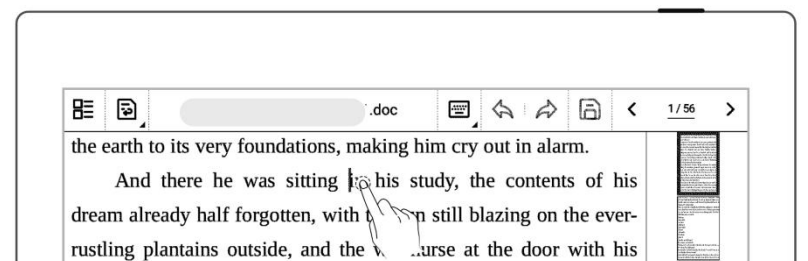 .doc
1 / 56
the earth to its very foundations, making him cry out in alarm.
And there he was sitting his study, the contents of his
dream already half forgotten, with still blazing on the ever-
rustling plantains outside, and the at the door with his